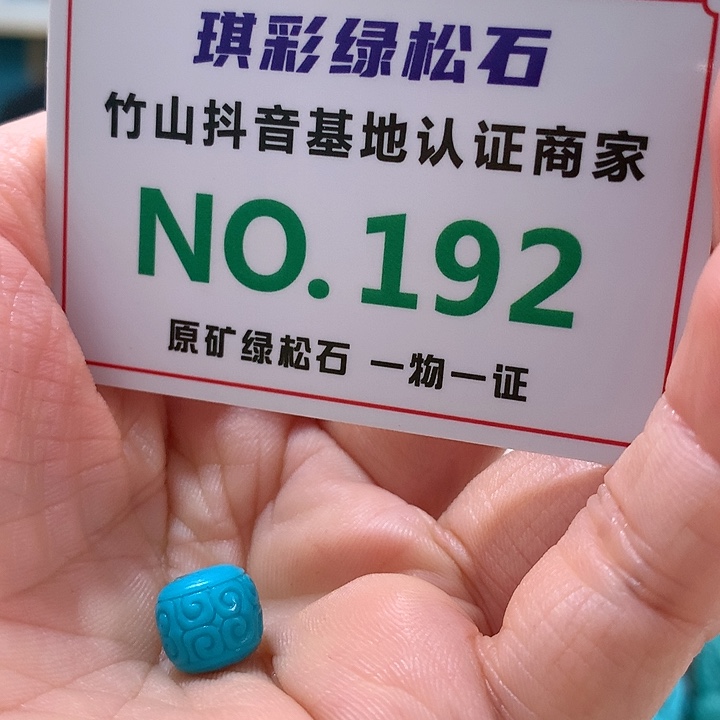 琪彩绿松石
竹山抖音基地认证商家
NO.192
原矿绿松石 一物一证